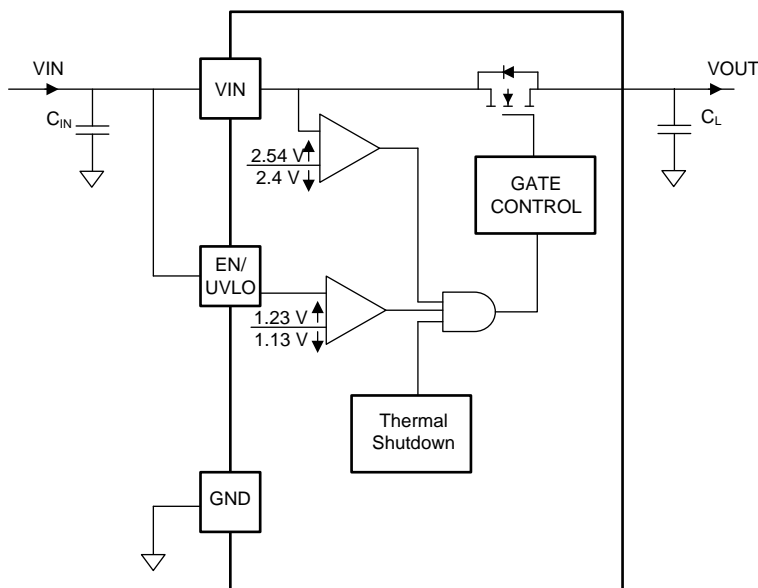 VIN
VIN
VOUT
CIN
CL
2.54 V
2.4 V
GATE
CONTROL
EN/
UVLO
1.23 V
1.13 V
Thermal
Shutdown
GND